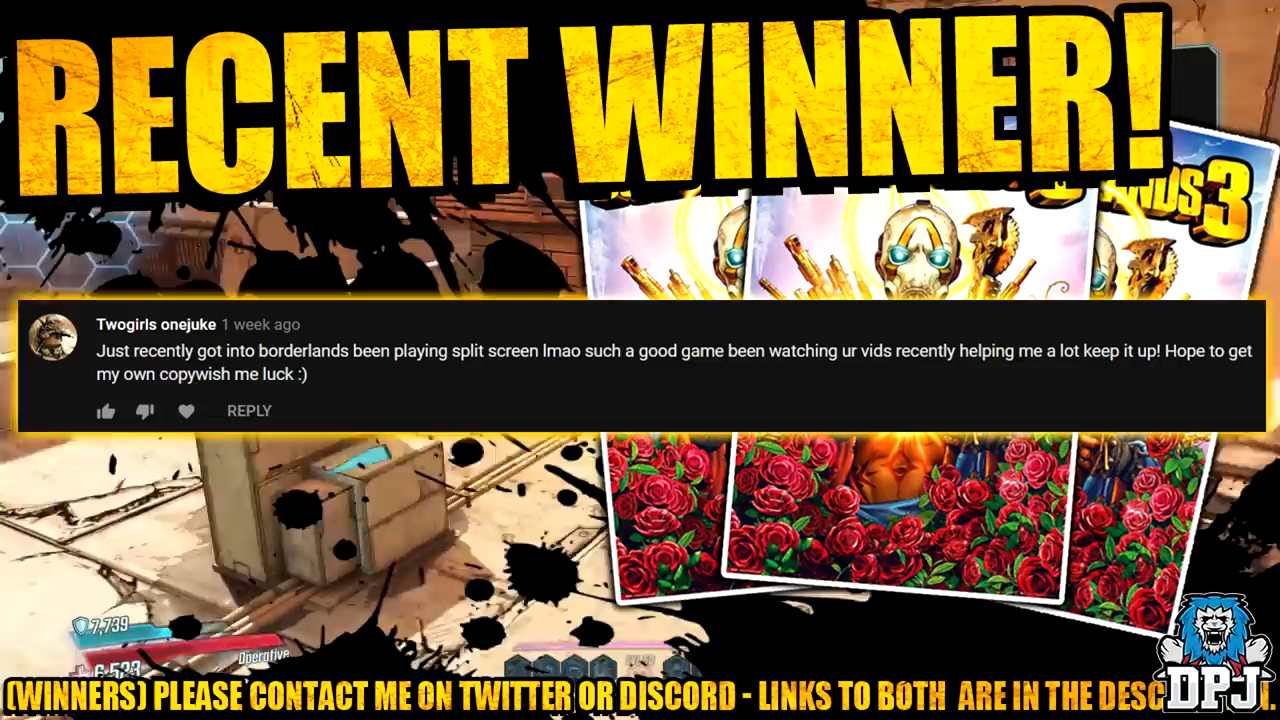 RECENT WINNER!
ANDS 3
Twogirls onejuke 1 week ago
Just recently got into borderlands been playing split screen lmao such a good game been watching ur vids recently helping me a lot keep it up! Hope to get
my own copywish me luck :)
REPLY
7,739
Operative
(WINNERS) PLEASE CONTACT ME ON TWITTER OR DISCORD - LINKS TO BOTH ARE IN THE DESC
DPJ